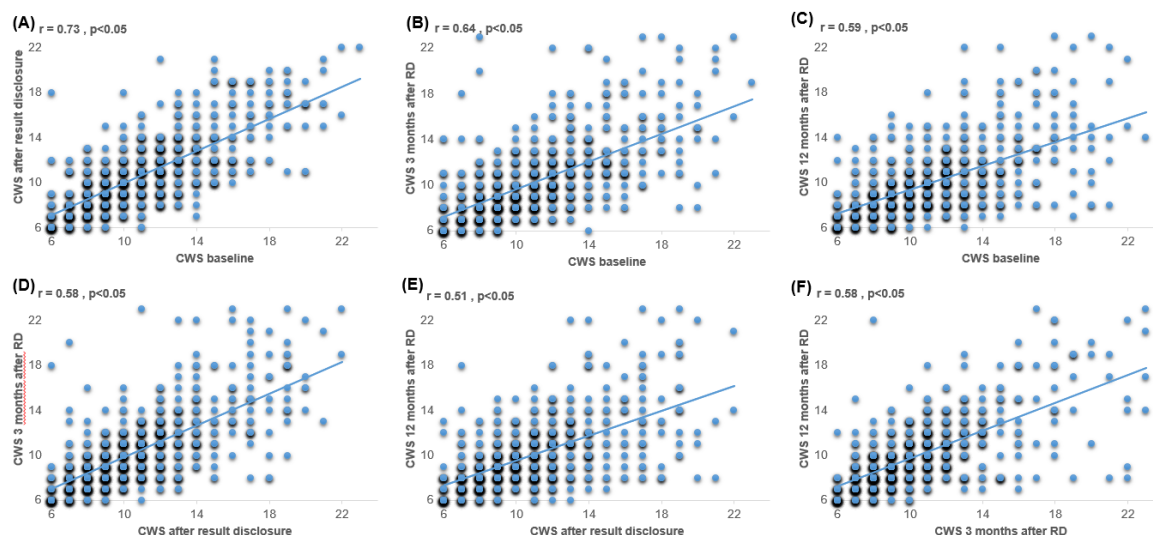 (A)
r = 0.73 , p<0.05
CWS after result disclosure
22
18
14
10
6
6 10 14 18 22
CWS baseline
(B)
r = 0.64 , p<0.05
CWS 3 months after RD
22
18
14
10
6
6 10 14 18 22
CWS baseline
(C)
r = 0.59 , p<0.05
CWS 12 months after RD
22
18
14
10
6
6 10 14 18 22
CWS baseline
(D)
r = 0.58 , p<0.05
CWS 3 months after RD
22
18
14
10
6
6 10 14 18 22
CWS after result disclosure
(E)
r = 0.51 , p<0.05
CWS 12 months after RD
22
18
14
10
6
6 10 14 18 22
CWS after result disclosure
(F)
r = 0.58 , p<0.05
CWS 12 months after RD
22
18
14
10
6
6 10 14 18 22
CWS 3 months after RD